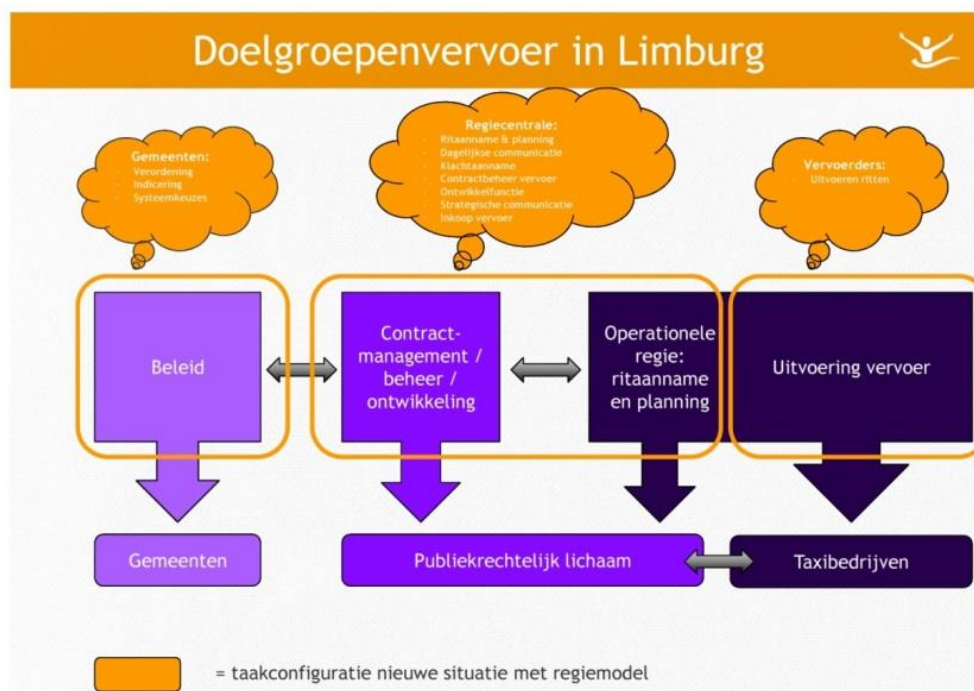 Doelgroepenvervoer in Limburg
Gemeenten:
- Verordening
- Indicering
- Systeemkeuzes
Regiecentrale:
- Ritaanname & planning
- Dagelijkse communicatie
- Klachtaanname
- Contractbeheer vervoer
- Ontwikkelfunctie
- Strategische communicatie
- Inkoop vervoer
Vervoerders:
- Uitvoeren ritten
Beleid
Contract-
management /
beheer /
ontwikkeling
Operationele
regie:
ritaanname
en planning
Uitvoering vervoer
Gemeenten
Publiekrechtelijk lichaam
Taxibedrijven
= taakconfiguratie nieuwe situatie met regiemodel